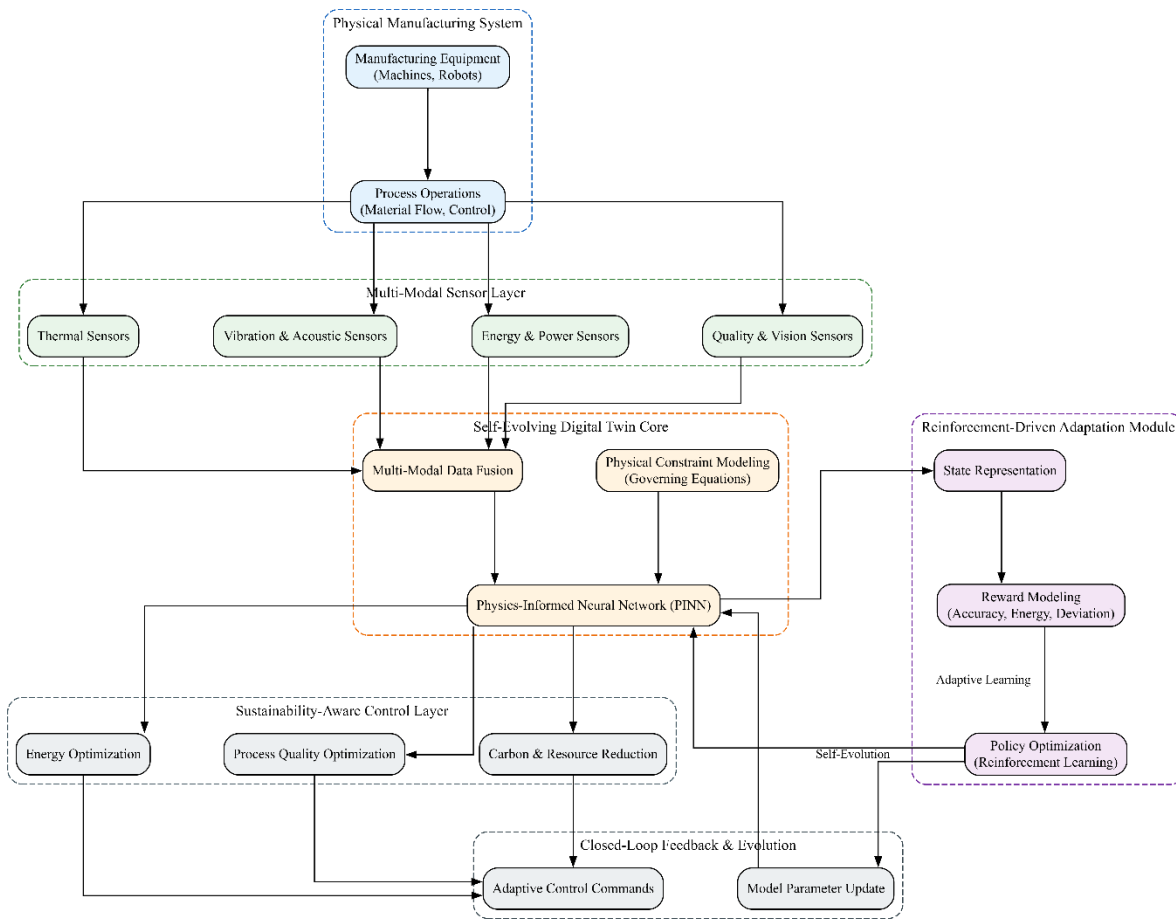 Physical Manufacturing System
Manufacturing Equipment
(Machines, Robots)
Process Operations
(Material Flow, Control)
Multi-Modal Sensor Layer
Thermal Sensors
Vibration & Acoustic Sensors
Energy & Power Sensors
Quality & Vision Sensors
Self-Evolving Digital Twin Core
Reinforcement-Driven Adaptation Module
Multi-Modal Data Fusion
Physical Constraint Modeling
(Governing Equations)
State Representation
Physics-Informed Neural Network (PINN)
Reward Modeling
(Accuracy, Energy, Deviation)
Adaptive Learning
Sustainability-Aware Control Layer
Energy Optimization
Process Quality Optimization
Carbon & Resource Reduction
Self-Evolution
Policy Optimization
(Reinforcement Learning)
Closed-Loop Feedback & Evolution
Adaptive Control Commands
Model Parameter Update